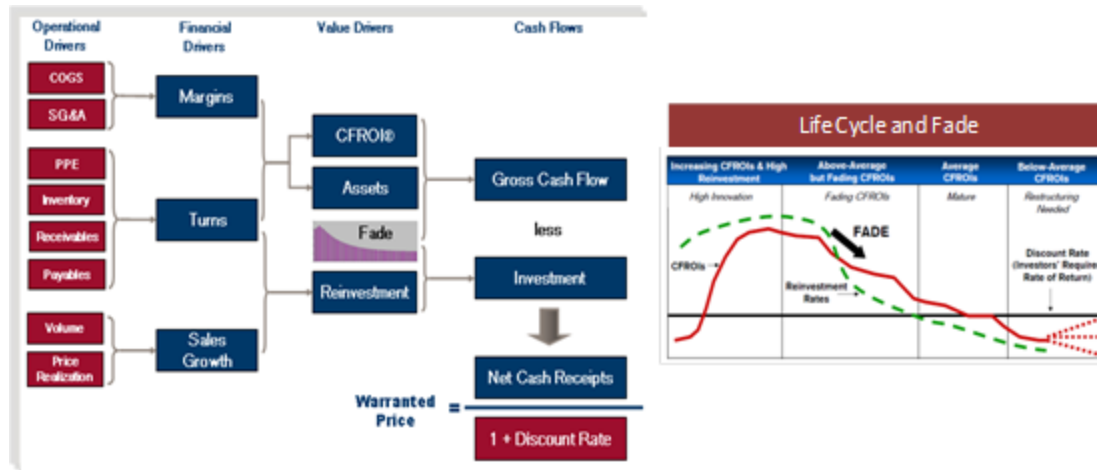 Operational
Drivers
Financial
Drivers
Value Drivers
Cash Flows
COGS
SG&A
PPE
Inventory
Receivables
Payables
Volume
Price
Realization
Margins
Turns
Sales
Growth
CFROI®
Assets
Fade
Reinvestment
Gross Cash Flow
less
Investment
Net Cash Receipts
Warranted
Price
=
1 + Discount Rate
Life Cycle and Fade
Increasing CFROIs & High
Reinvestment
Above-Average
but Fading CFROIs
Average
CFROIs
Below-Average
CFROIs
High Innovation
Fading CFROIs
Mature
Restructuring
Needed
FADE
CFROIs
Reinvestment
Rates
Discount Rate
(Investors' Require
Rate of Return)